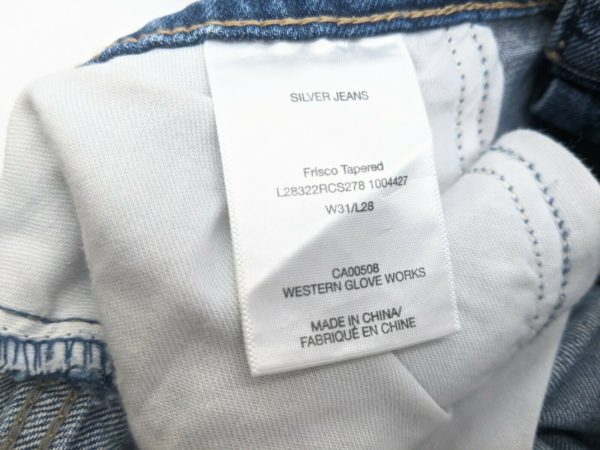 SILVER JEANS
Frisco Tapered
L28322RCS278 1004427
W31/L28
CA00508
WESTERN GLOVE WORKS
MADE IN CHINA/
FABRIQUÉ EN CHINE